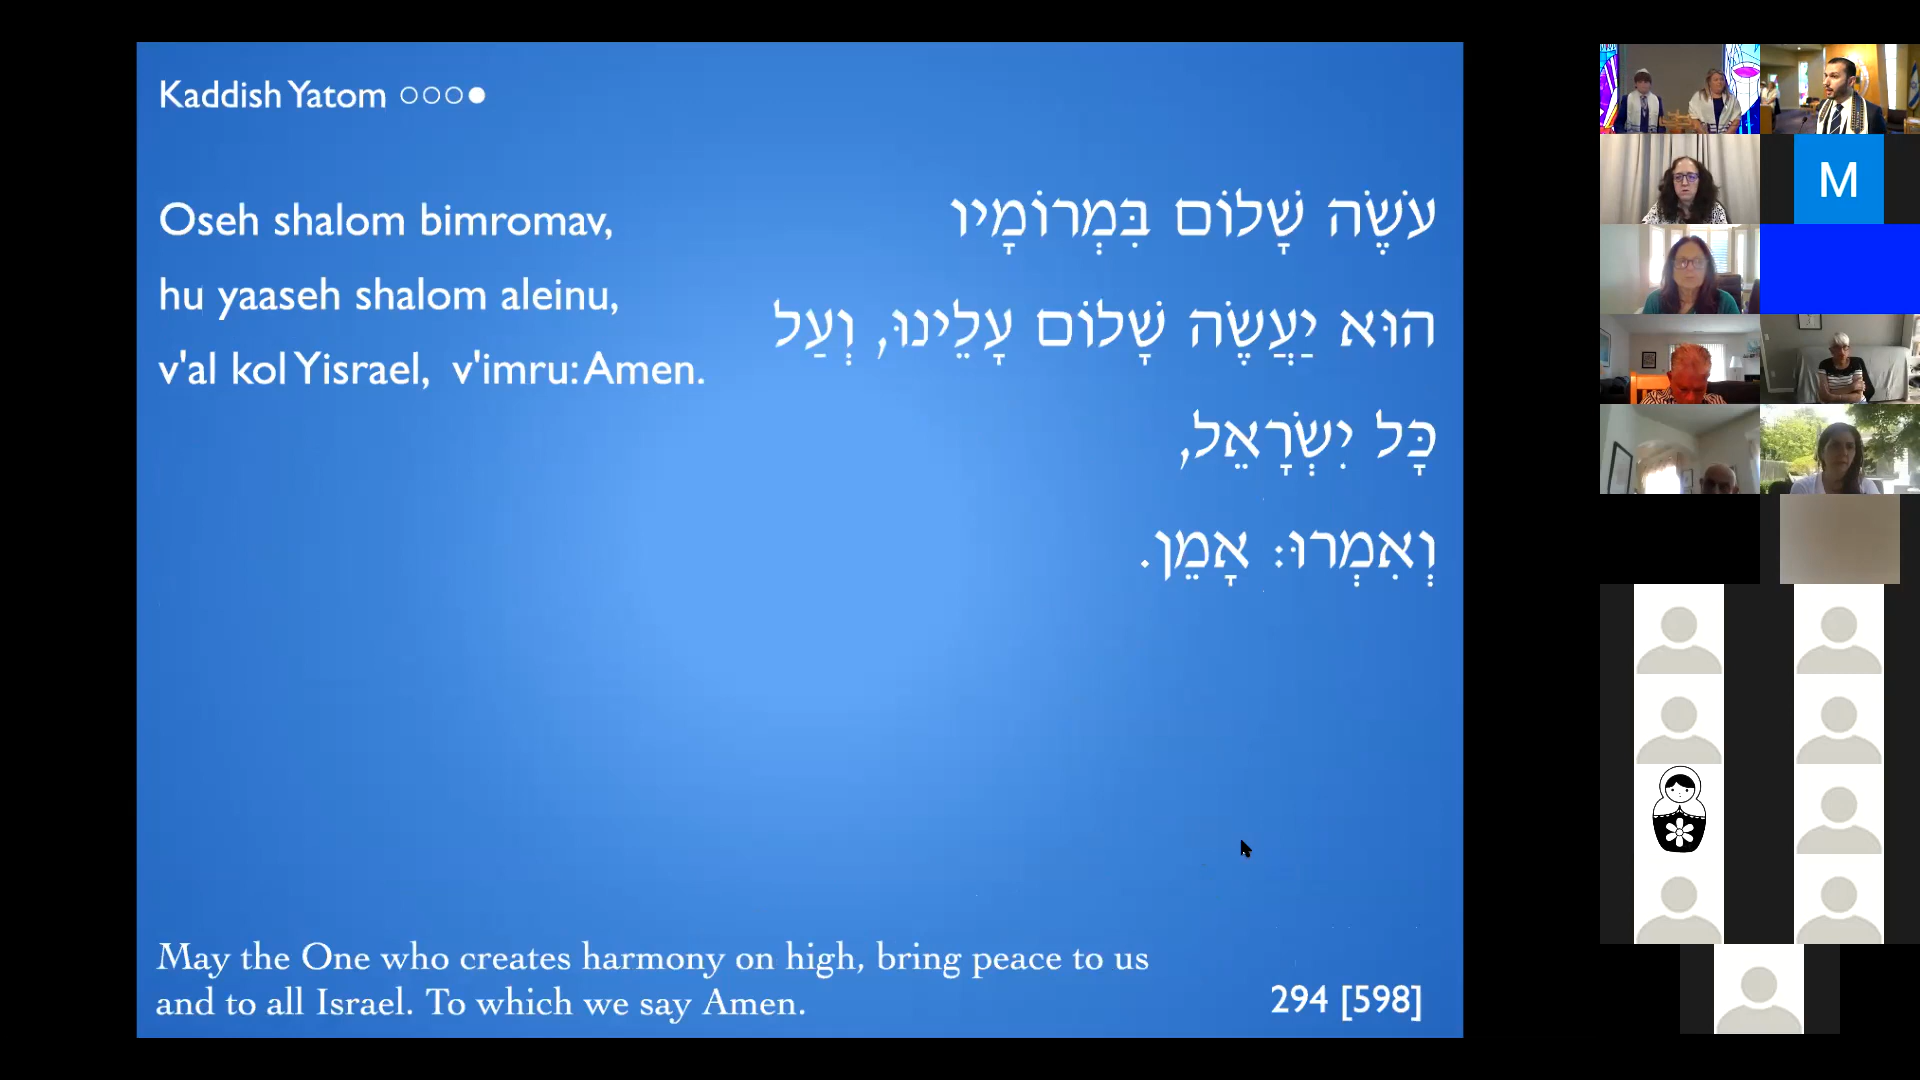 Kaddish Yatom ○○○●
Oseh shalom bimromav,
hu yaaseh shalom aleinu,
v'al kol Yisrael, v'imru: Amen.
עֹשֶׂה שָׁלוֹם בִּמְרוֹמָיו
הוּא יַעֲשֶׂה שָׁלוֹם עָלֵינוּ, וְעַל
כָּל יִשְׂרָאֵל,
וְאִמְרוּ: אָמֵן.
May the One who creates harmony on high, bring peace to us
and to all Israel. To which we say Amen.
294 [598]
M